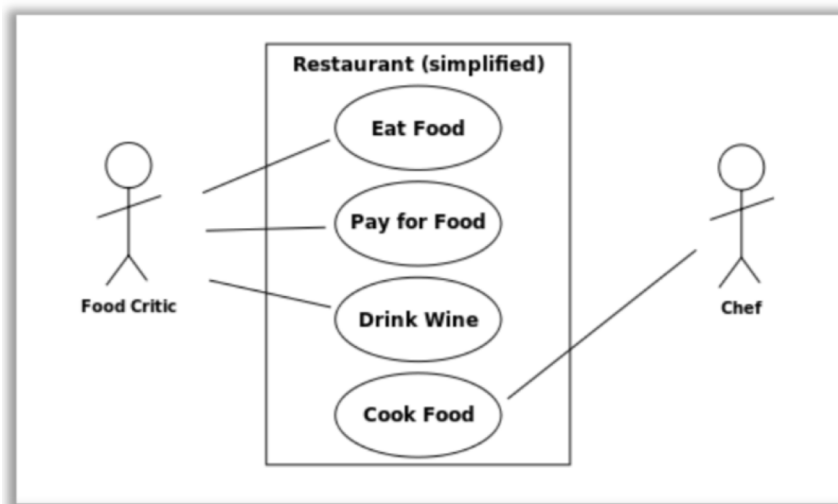 Restaurant (simplified)
Eat Food
Pay for Food
Drink Wine
Cook Food
Food Critic
Chef